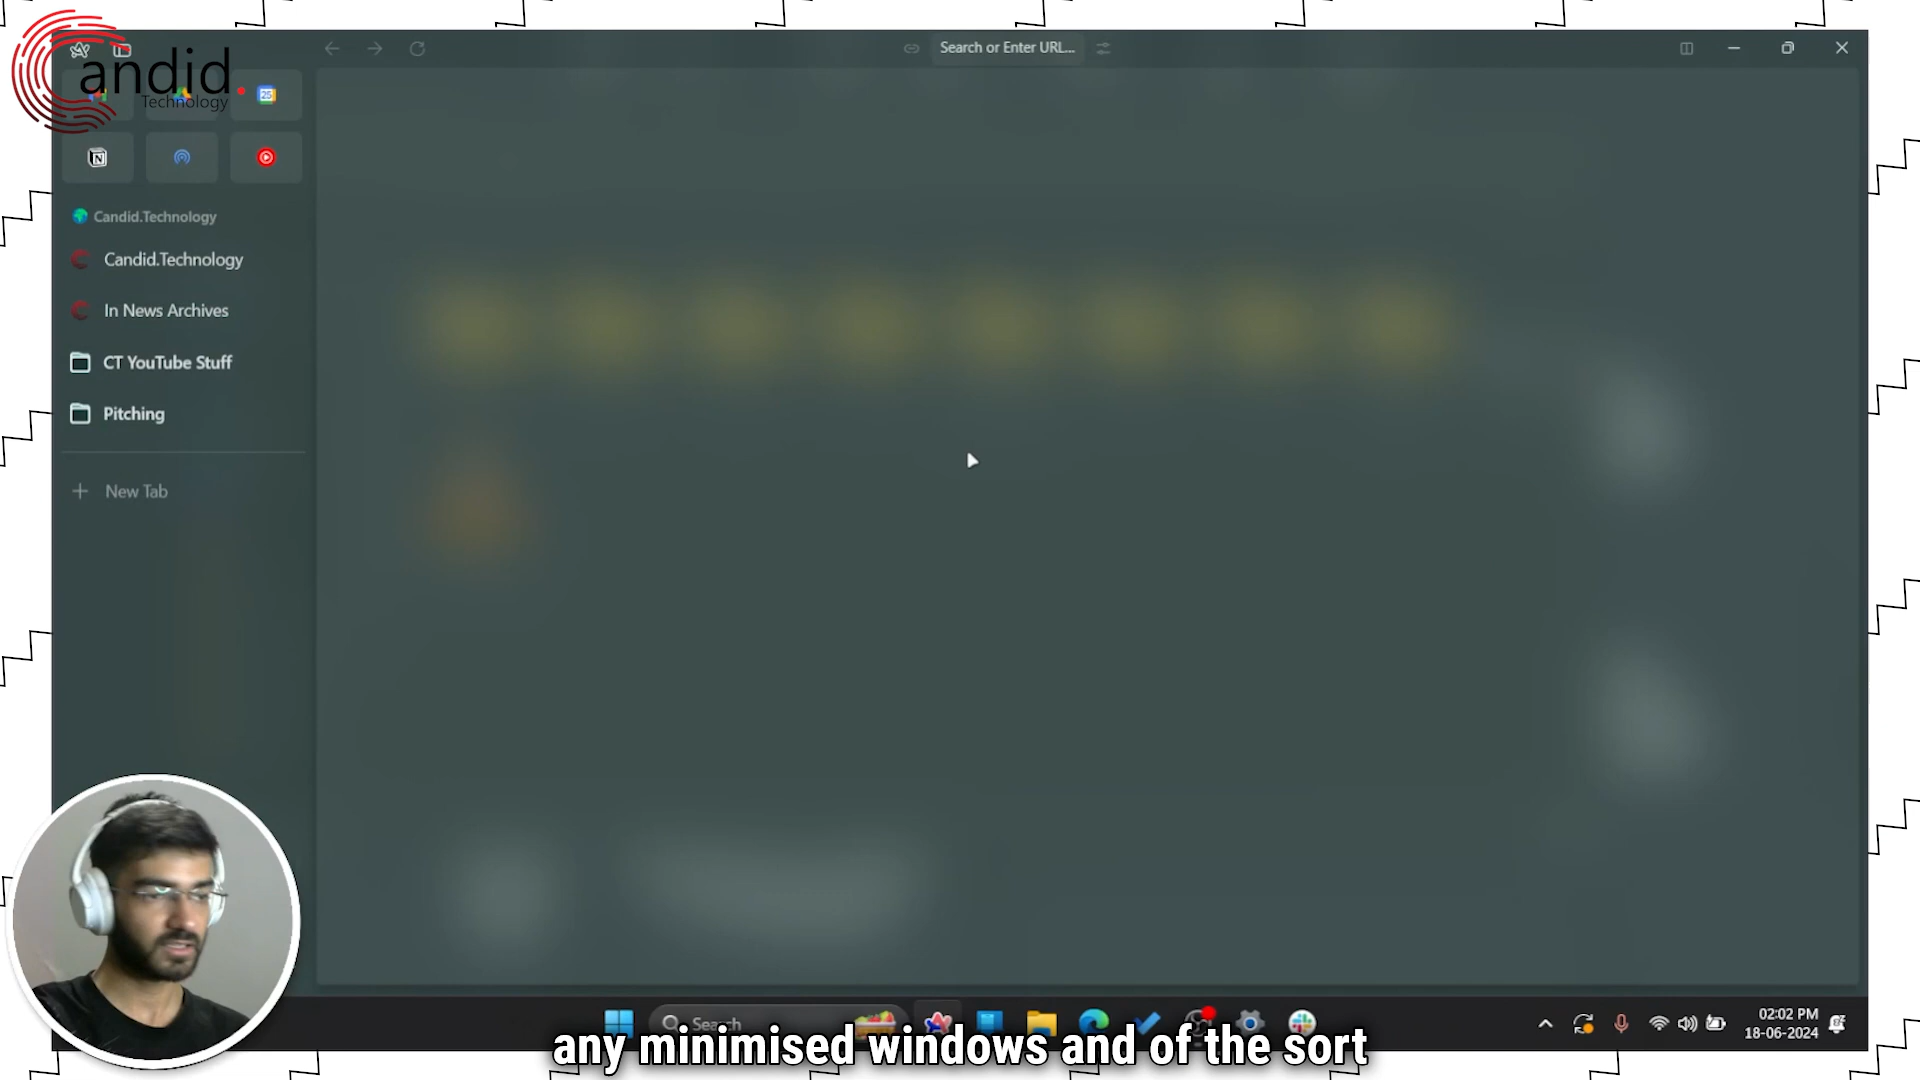 andid.
Technology
Search or Enter URL...
25
N
Candid.Technology
Candid.Technology
In News Archives
CT YouTube Stuff
Pitching
New Tab
Search
02:02 PM
18-06-2024
any minimised windows and of the sort